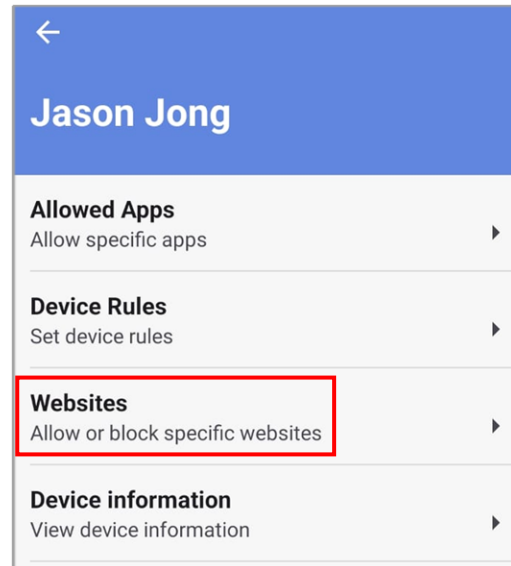 Jason Jong
Allowed Apps
Allow specific apps
Device Rules
Set device rules
Websites
Allow or block specific websites
Device information
View device information